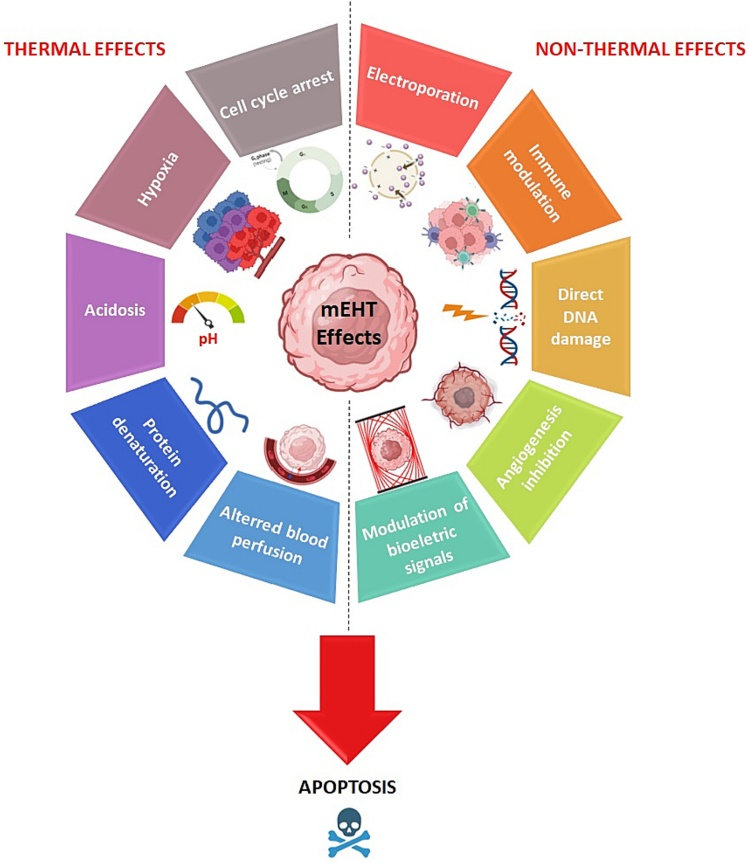 THERMAL EFFECTS
NON-THERMAL EFFECTS
Cell cycle arrest
Electroporation
Hypoxia
Immune
modulation
Acidosis
pH
mEHT
Effects
Direct
DNA
damage
Protein
denaturation
Angiogenesis
inhibition
Alterred blood
perfusion
Modulation of
bioeletric
signals
APOPTOSIS